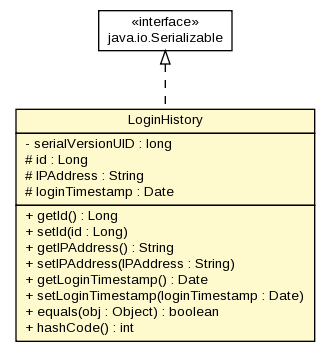 «interface»
java.io.Serializable
LoginHistory
- serialVersionUID : long
# id : Long
# IPAddress : String
# loginTimestamp : Date
+ getId() : Long
+ setId(id : Long)
+ getIPAddress() : String
+ setIPAddress(IPAddress : String)
+ getLoginTimestamp() : Date
+ setLoginTimestamp(loginTimestamp : Date)
+ equals(obj : Object) : boolean
+ hashCode() : int